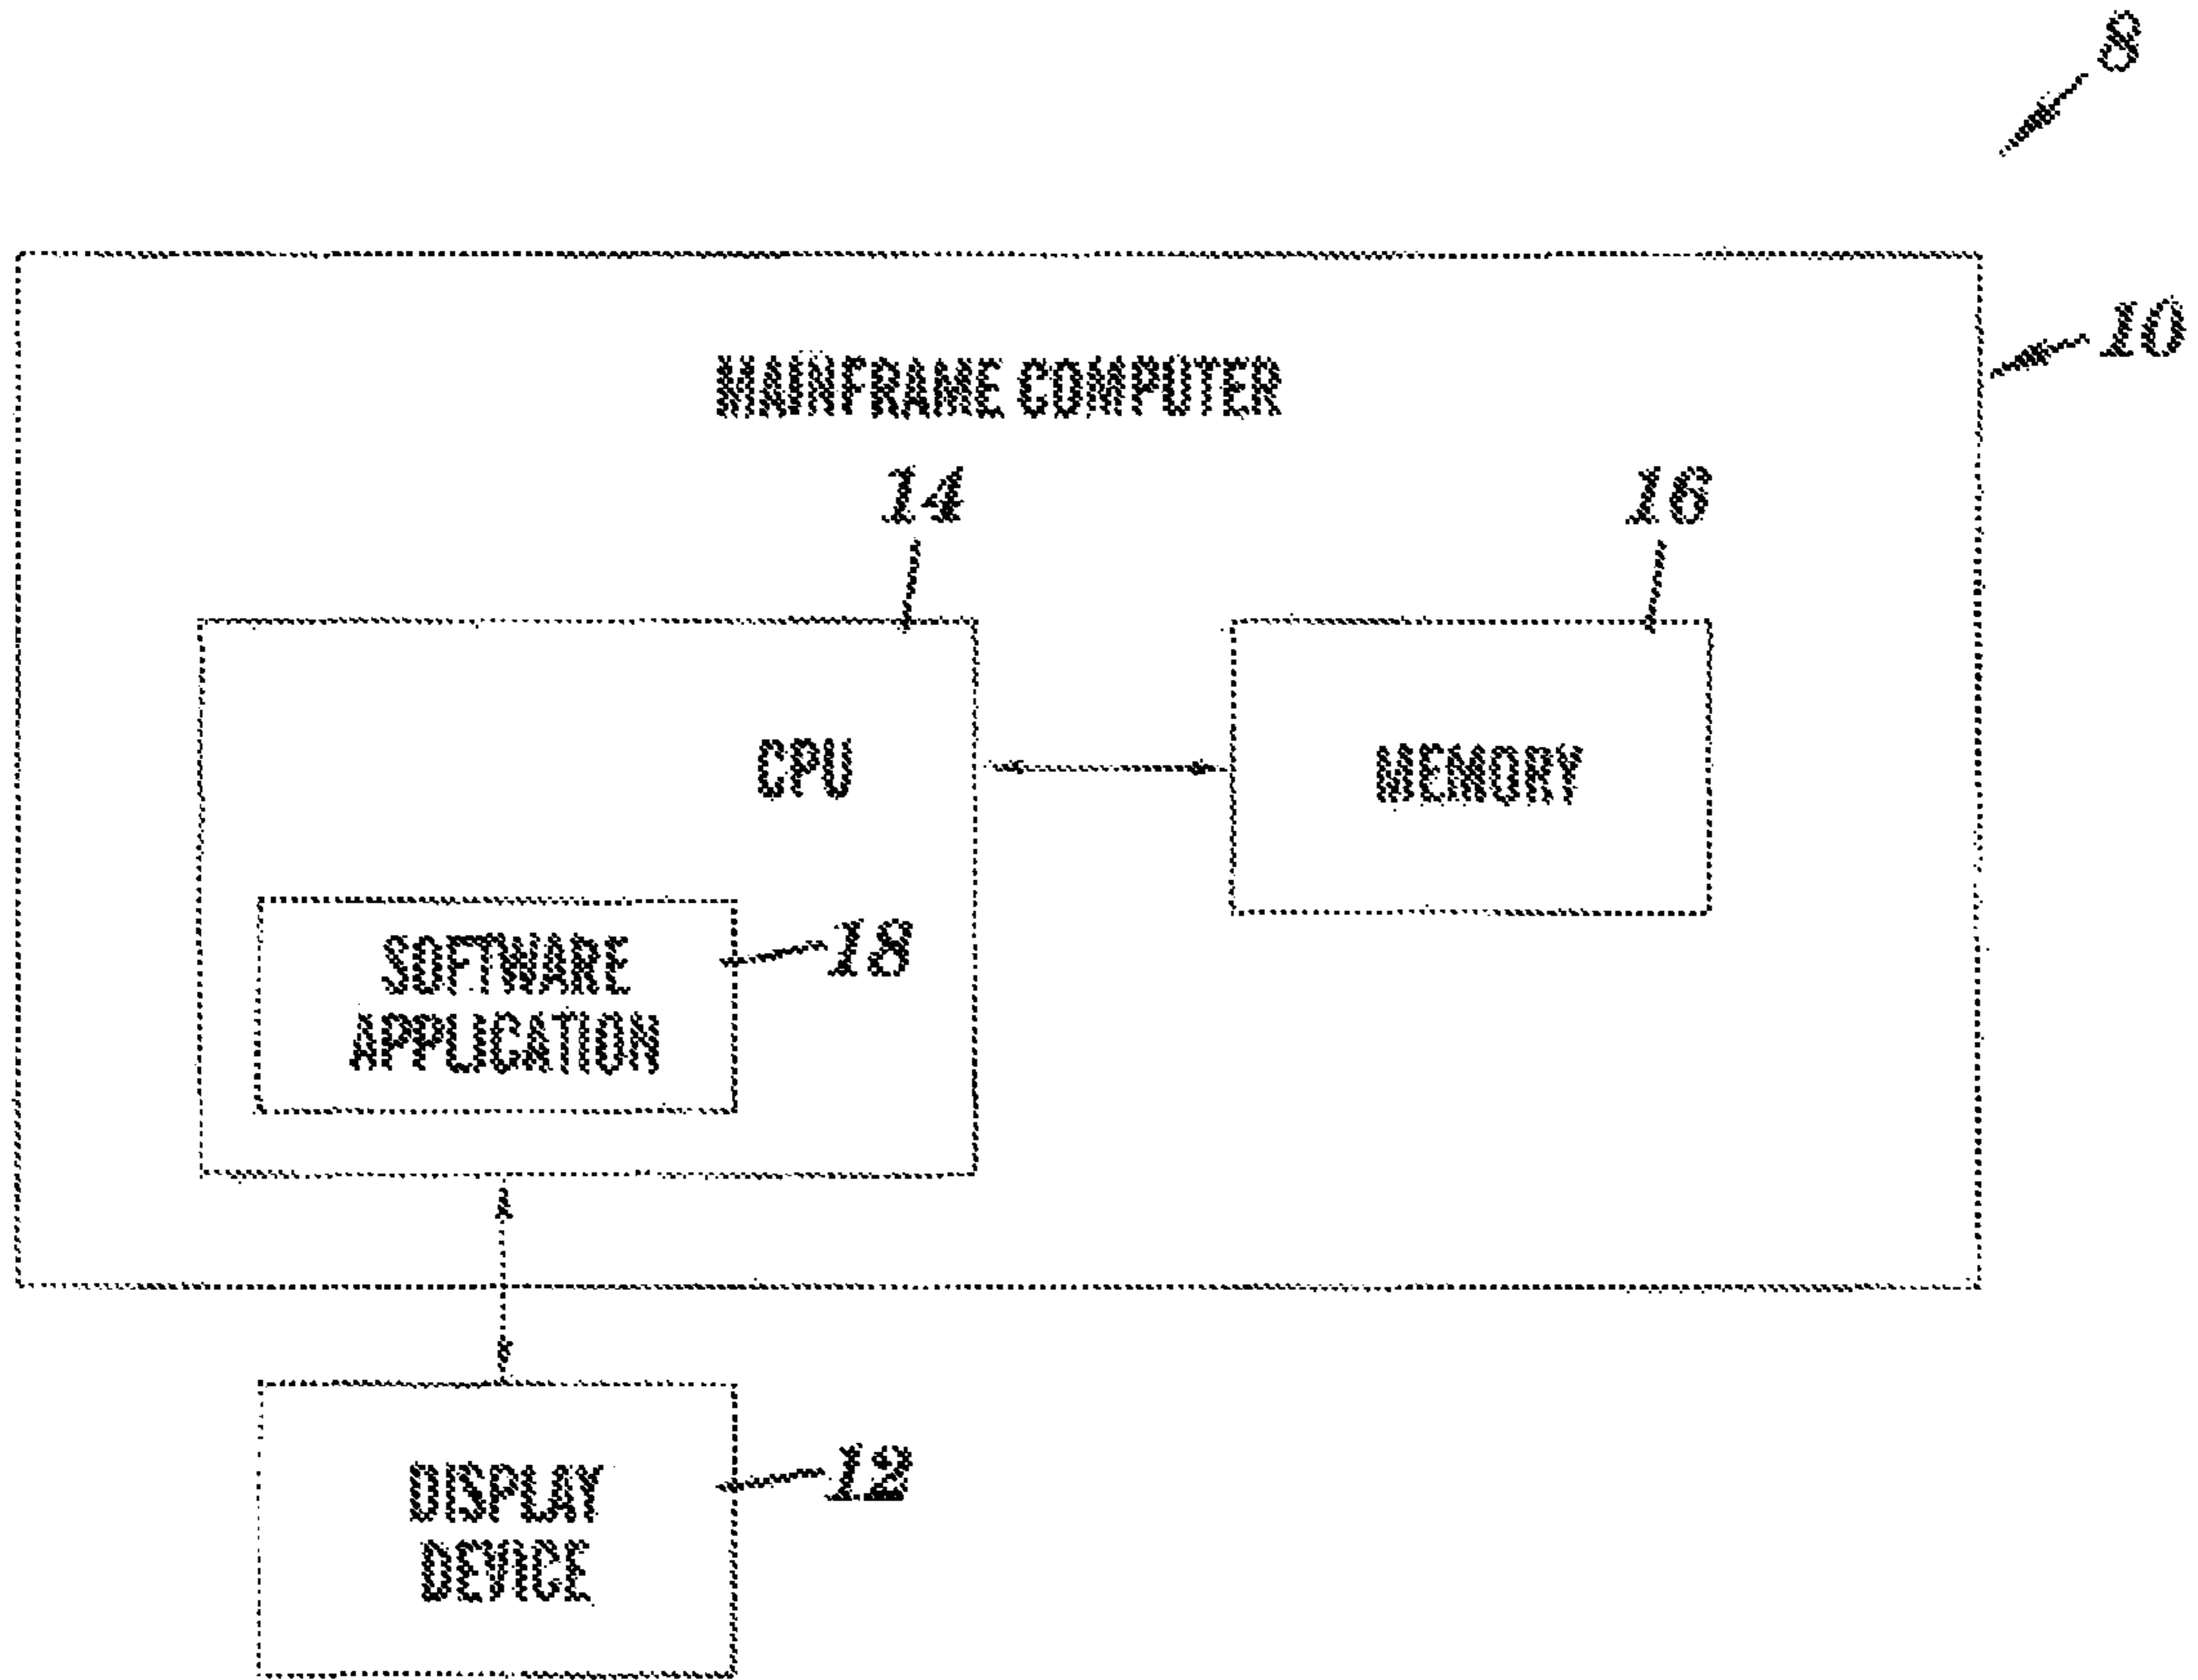 8
10
MAINFRAME COMPUTER
14
16
CPU
MEMORY
SOFTWARE
APPLICATION
18
DISPLAY
DEVICE
12